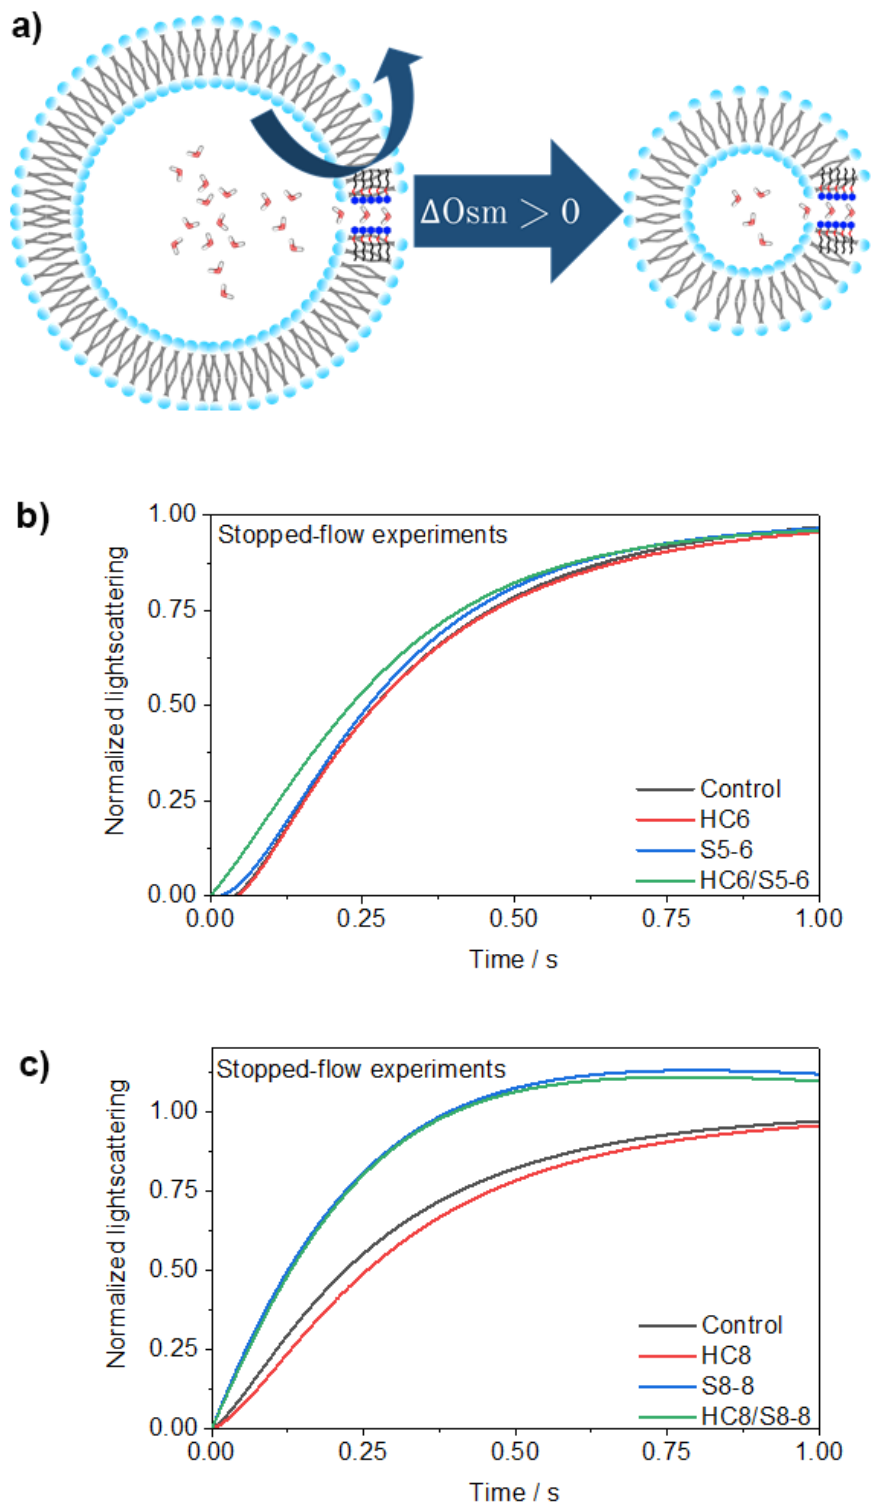 a)
ΔOsm > 0
b)
Stopped-flow experiments
Normalized lightscattering
1.00
0.75
0.50
0.25
0.00
Control
HC6
S5-6
HC6/S5-6
0.00 0.25 0.50 0.75 1.00
Time / s
c)
Stopped-flow experiments
Normalized lightscattering
1.00
0.75
0.50
0.25
0.00
Control
HC8
S8-8
HC8/S8-8
0.00 0.25 0.50 0.75 1.00
Time / s